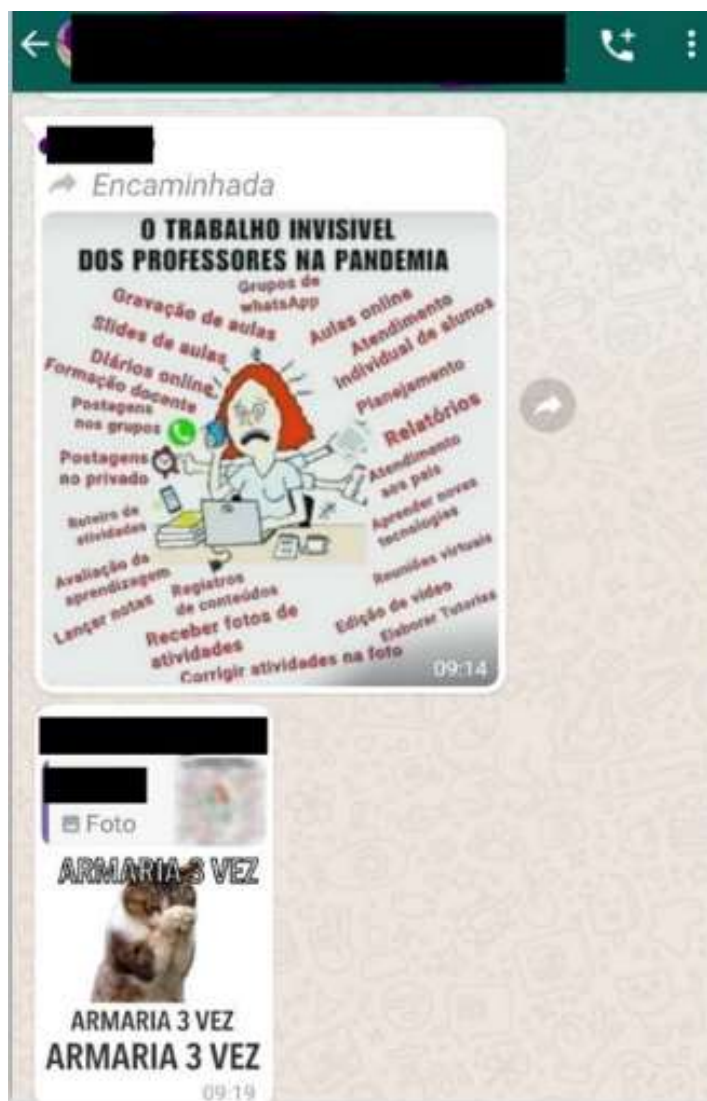 Encaminhada
O TRABALHO INVISIVEL
DOS PROFESSORES NA PANDEMIA
Grupos de
whatsApp
Gravação de aulas
Aulas online
Slides de aulas
Atendimento
individual de alunos
Diários online
Formação docente
Planejamento
Postagens
nos grupos
Relatórios
Postagens
no privado
Atendimento
aos pais
Aprender novas
tecnologias
Roteiro de
atividades
Reuniões virtuais
Avaliação da
aprendizagem
Registros
de conteúdos
Edição de video
Lançar notas
Elaborar Tutorias
Receber fotos de
atividades
Corrigir atividades na foto
09:14
Foto
ARMARIA 3 VEZ
ARMARIA 3 VEZ
ARMARIA 3 VEZ
09:19